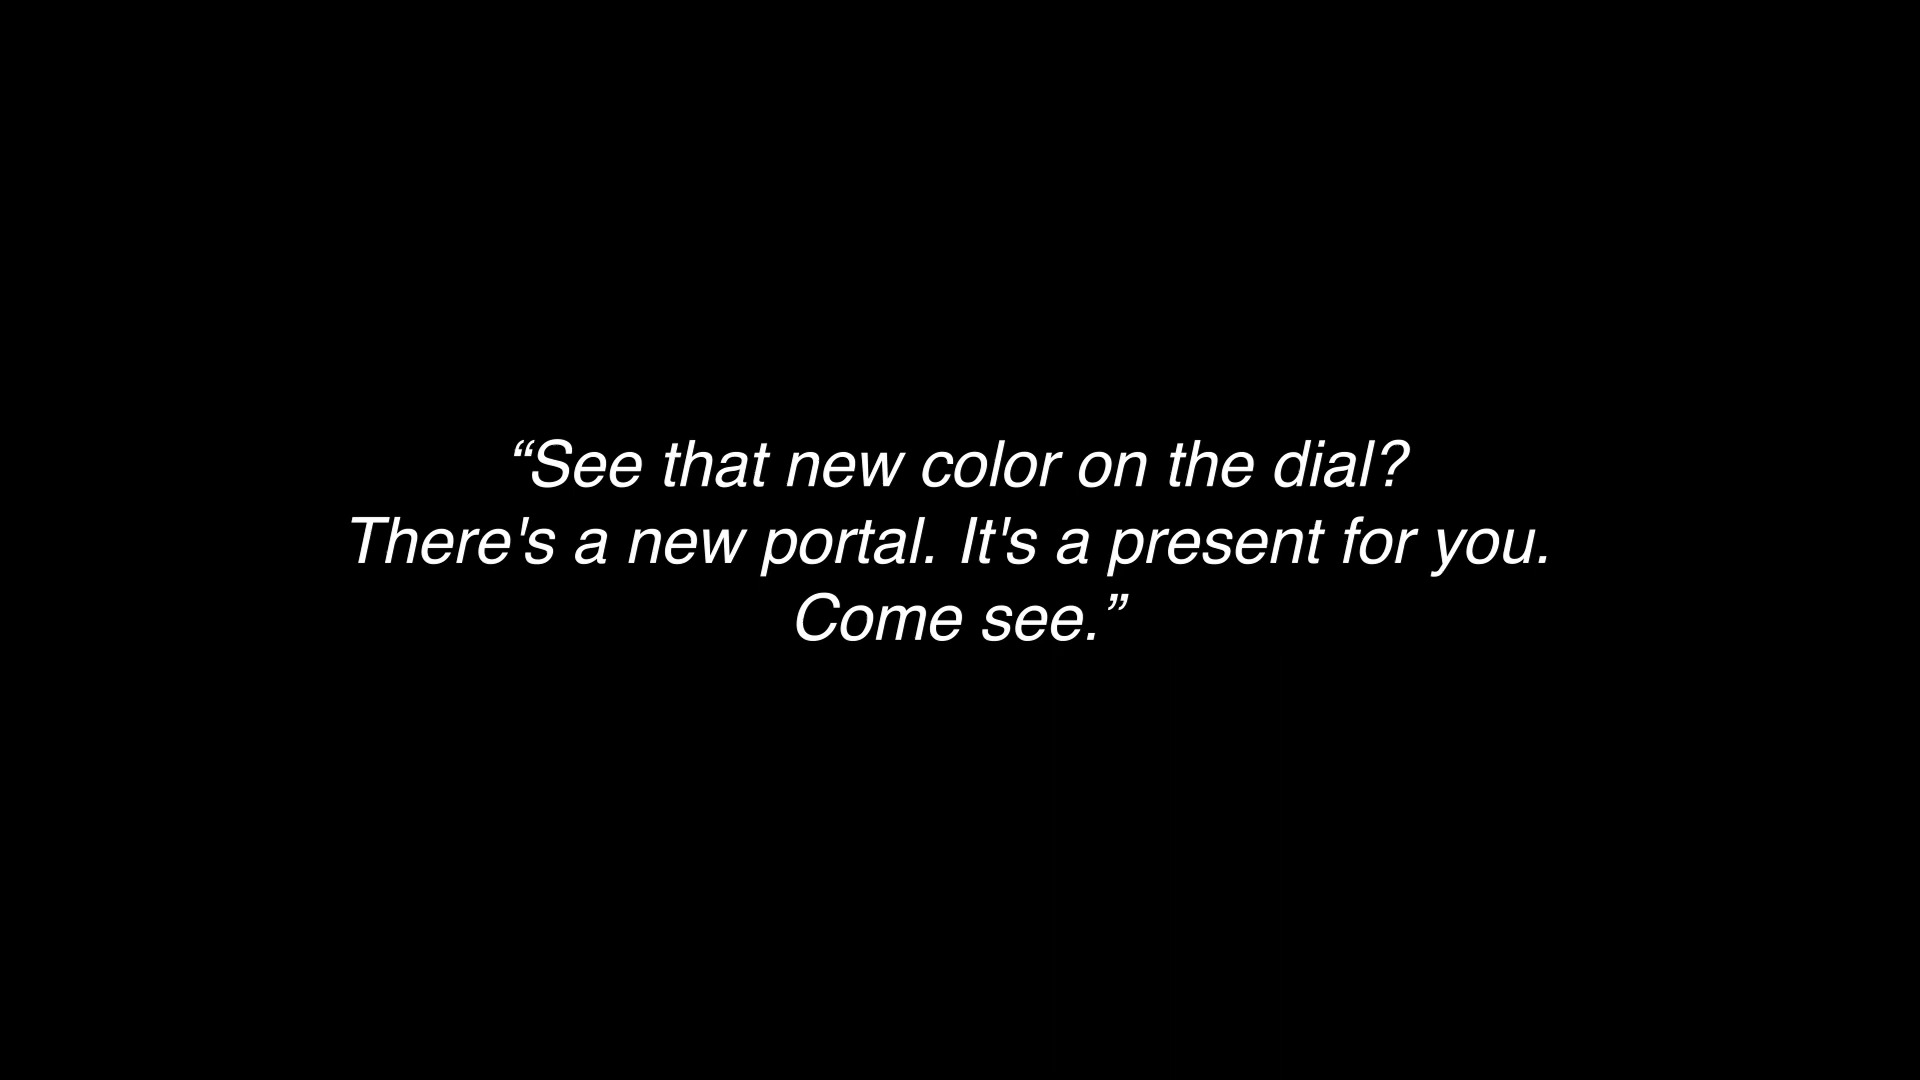 “See that new color on the dial?
There's a new portal. It's a present for you.
Come see.”